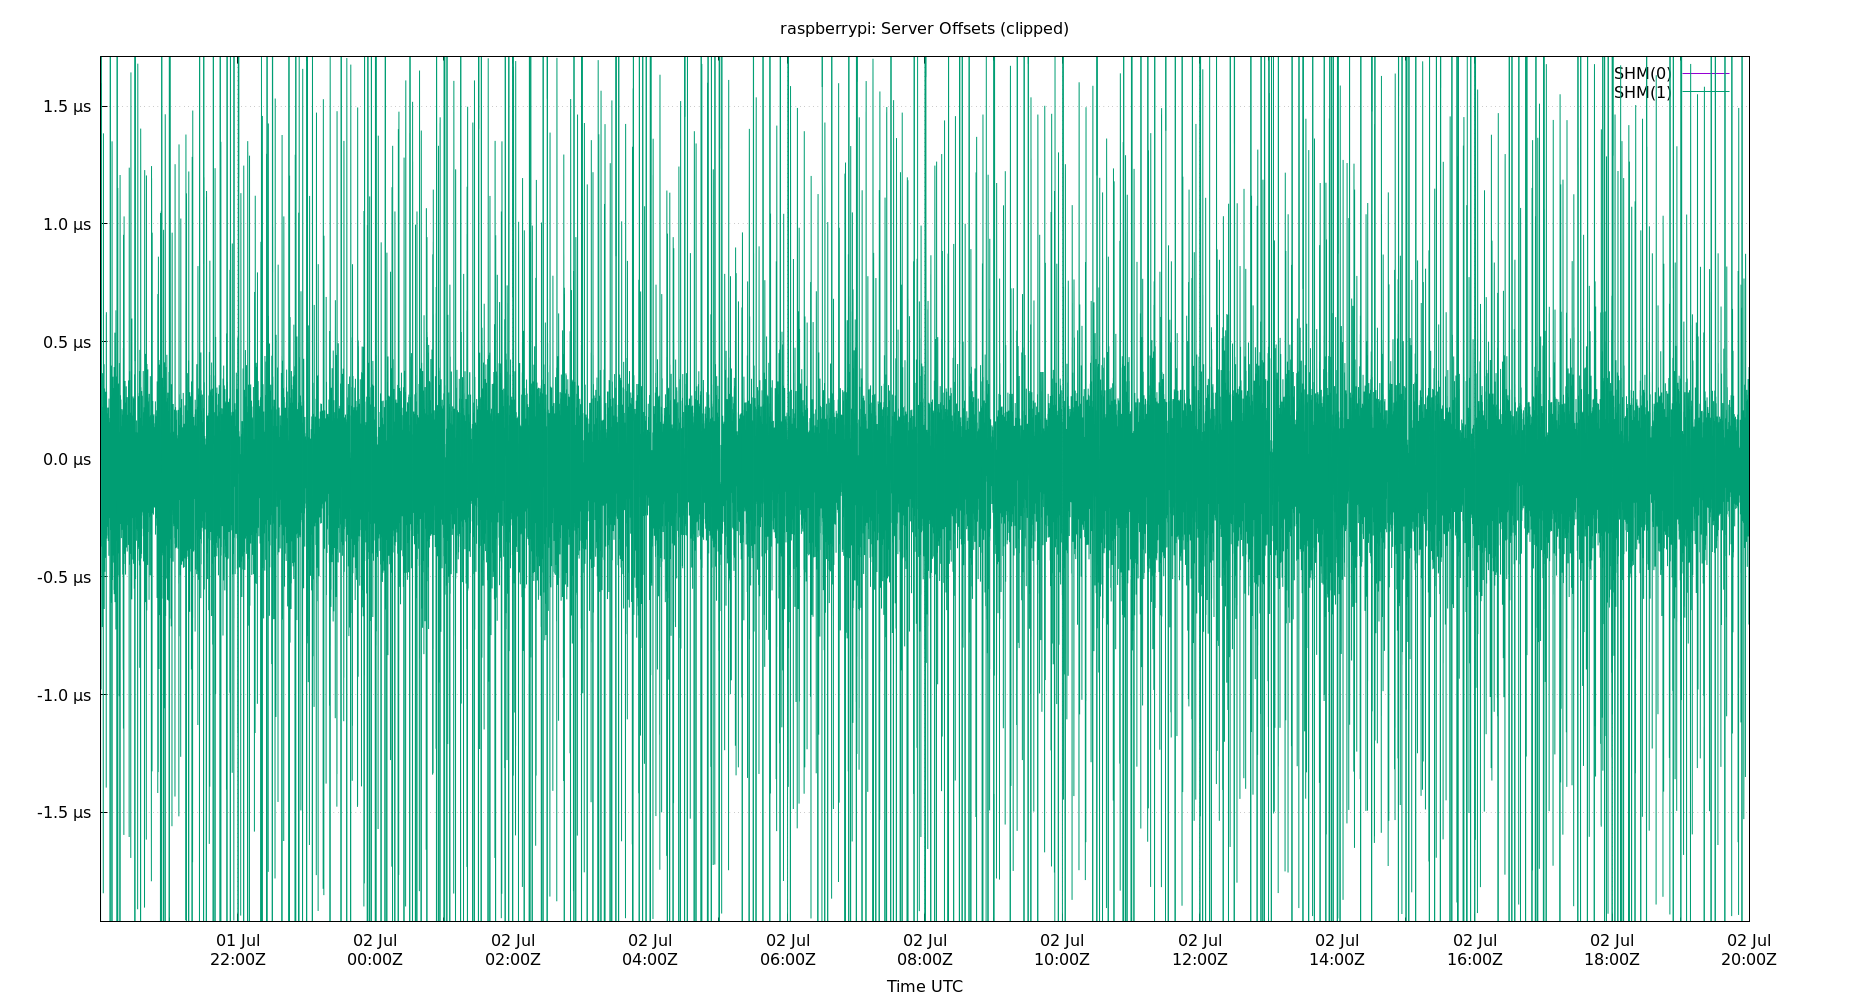 raspberrypi: Server Offsets (clipped)
SHM(0)
SHM(1)
1.5 µs
1.0 µs
0.5 µs
0.0 µs
-0.5 µs
-1.0 µs
-1.5 µs
01 Jul 02 Jul 02 Jul 02 Jul 02 Jul 02 Jul 02 Jul 02 Jul 02 Jul 02 Jul 02 Jul 02 Jul
22:00Z 00:00Z 02:00Z 04:00Z 06:00Z 08:00Z 10:00Z 12:00Z 14:00Z 16:00Z 18:00Z 20:00Z
Time UTC